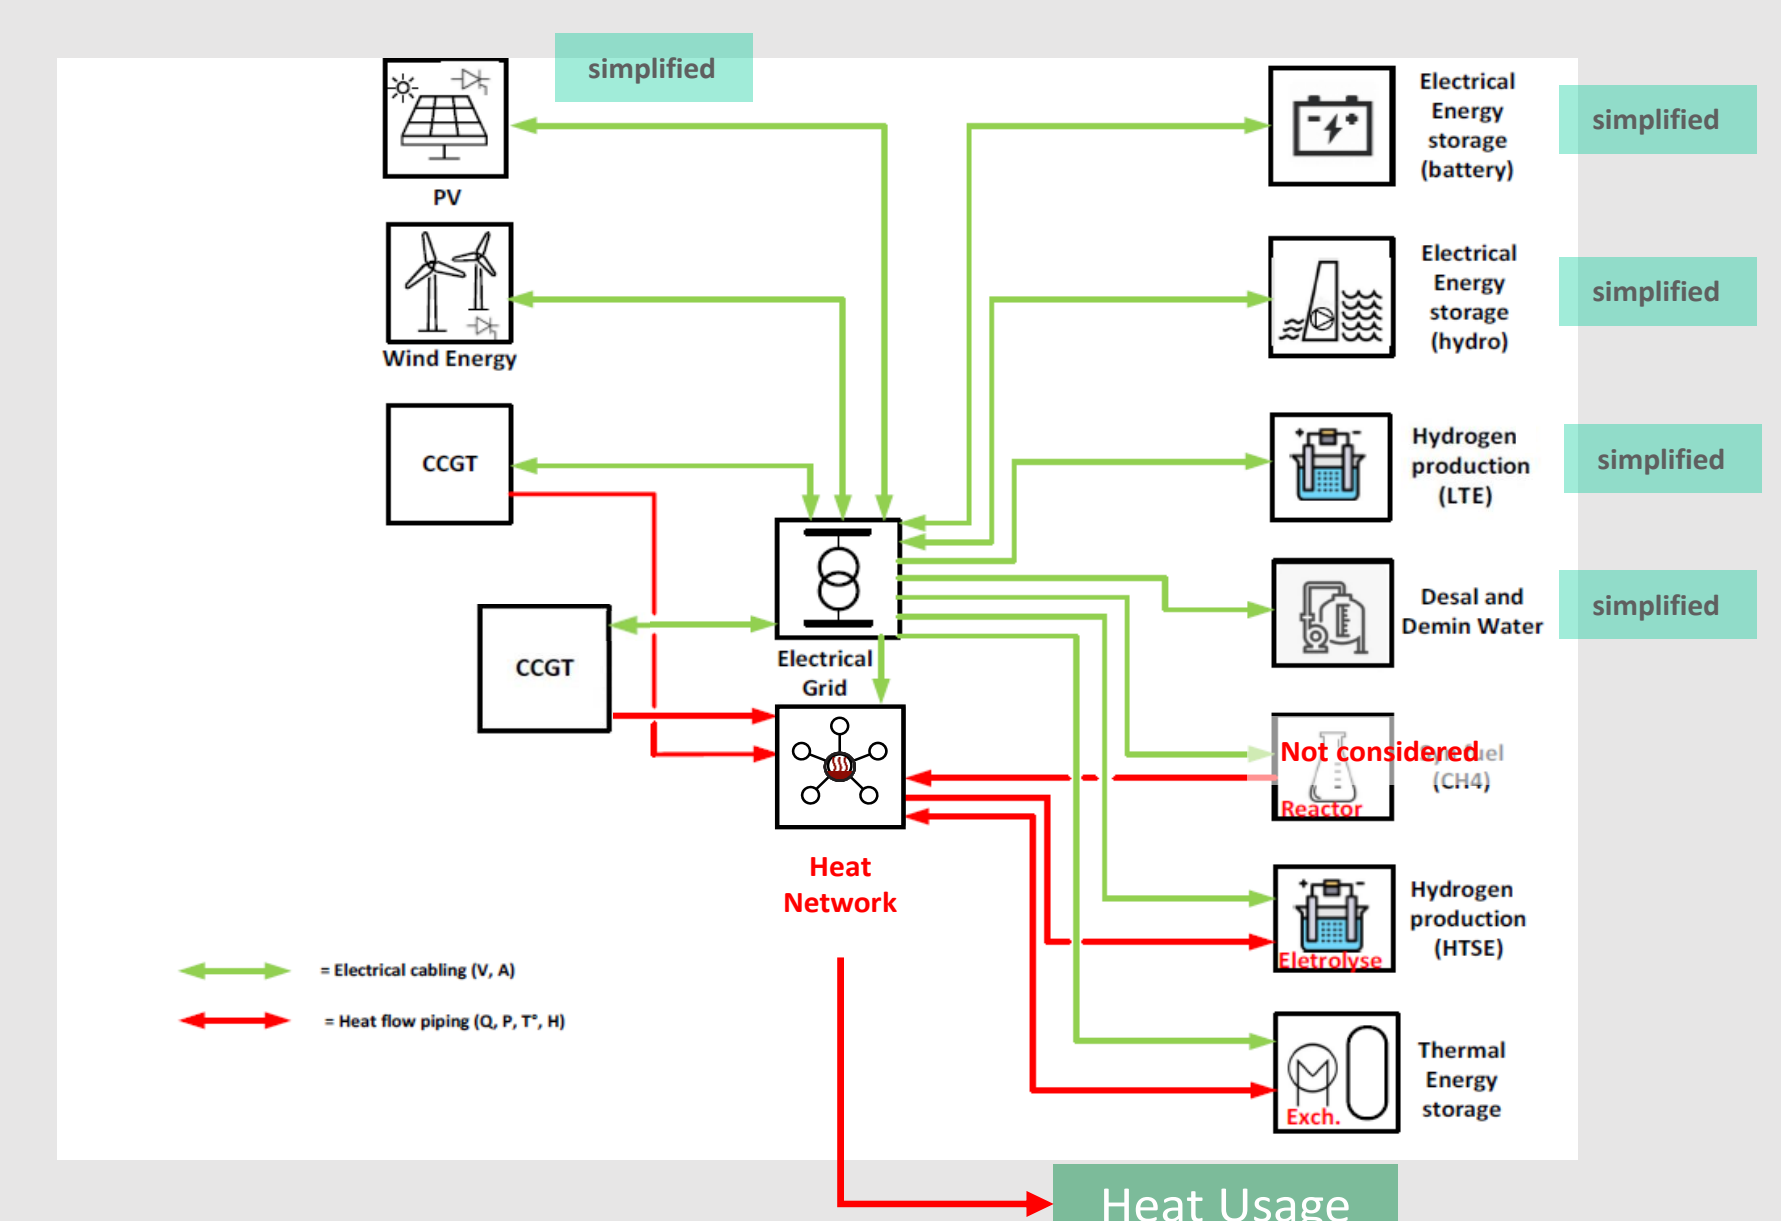 simplified
PV
Wind Energy
CCGT
CCGT
Electrical
Grid
Heat
Network
Electrical
Energy
storage
(battery)
simplified
Electrical
Energy
storage
(hydro)
simplified
Hydrogen
production
(LTE)
simplified
Desal and
Demin Water
simplified
Not considered
(CH4)
Reactor
Hydrogen
production
(HTSE)
Eletrolyse
Thermal
Energy
storage
Exch.
= Electrical cabling (V, A)
= Heat flow piping (Q, P, T°, H)
Heat Usage